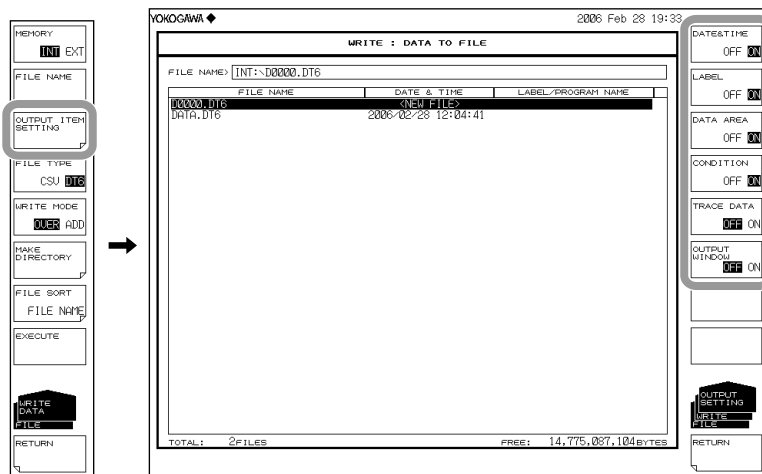 MEMORY
INT EXT
FILE NAME
OUTPUT ITEM
SETTING
FILE TYPE
CSV DT6
WRITE MODE
OVER ADD
MAKE
DIRECTORY
FILE SORT
FILE NAME
EXECUTE
WRITE
DATA
FILE
RETURN
YOKOGAWA
2006 Feb 28 19:33
WRITE : DATA TO FILE
FILE NAME> INT:\D0000.DT6
FILE NAME DATE & TIME LABEL/PROGRAM NAME
D0000.DT6 <NEW FILE>
DATA.DT6 2006/02/28 12:04:41
TOTAL: 2FILES FREE: 14,775,087,104BYTES
DATE&TIME
OFF ON
LABEL
OFF ON
DATA AREA
OFF ON
CONDITION
OFF ON
TRACE DATA
OFF ON
OUTPUT
WINDOW
OFF ON
OUTPUT
SETTING
WRITE
FILE
RETURN